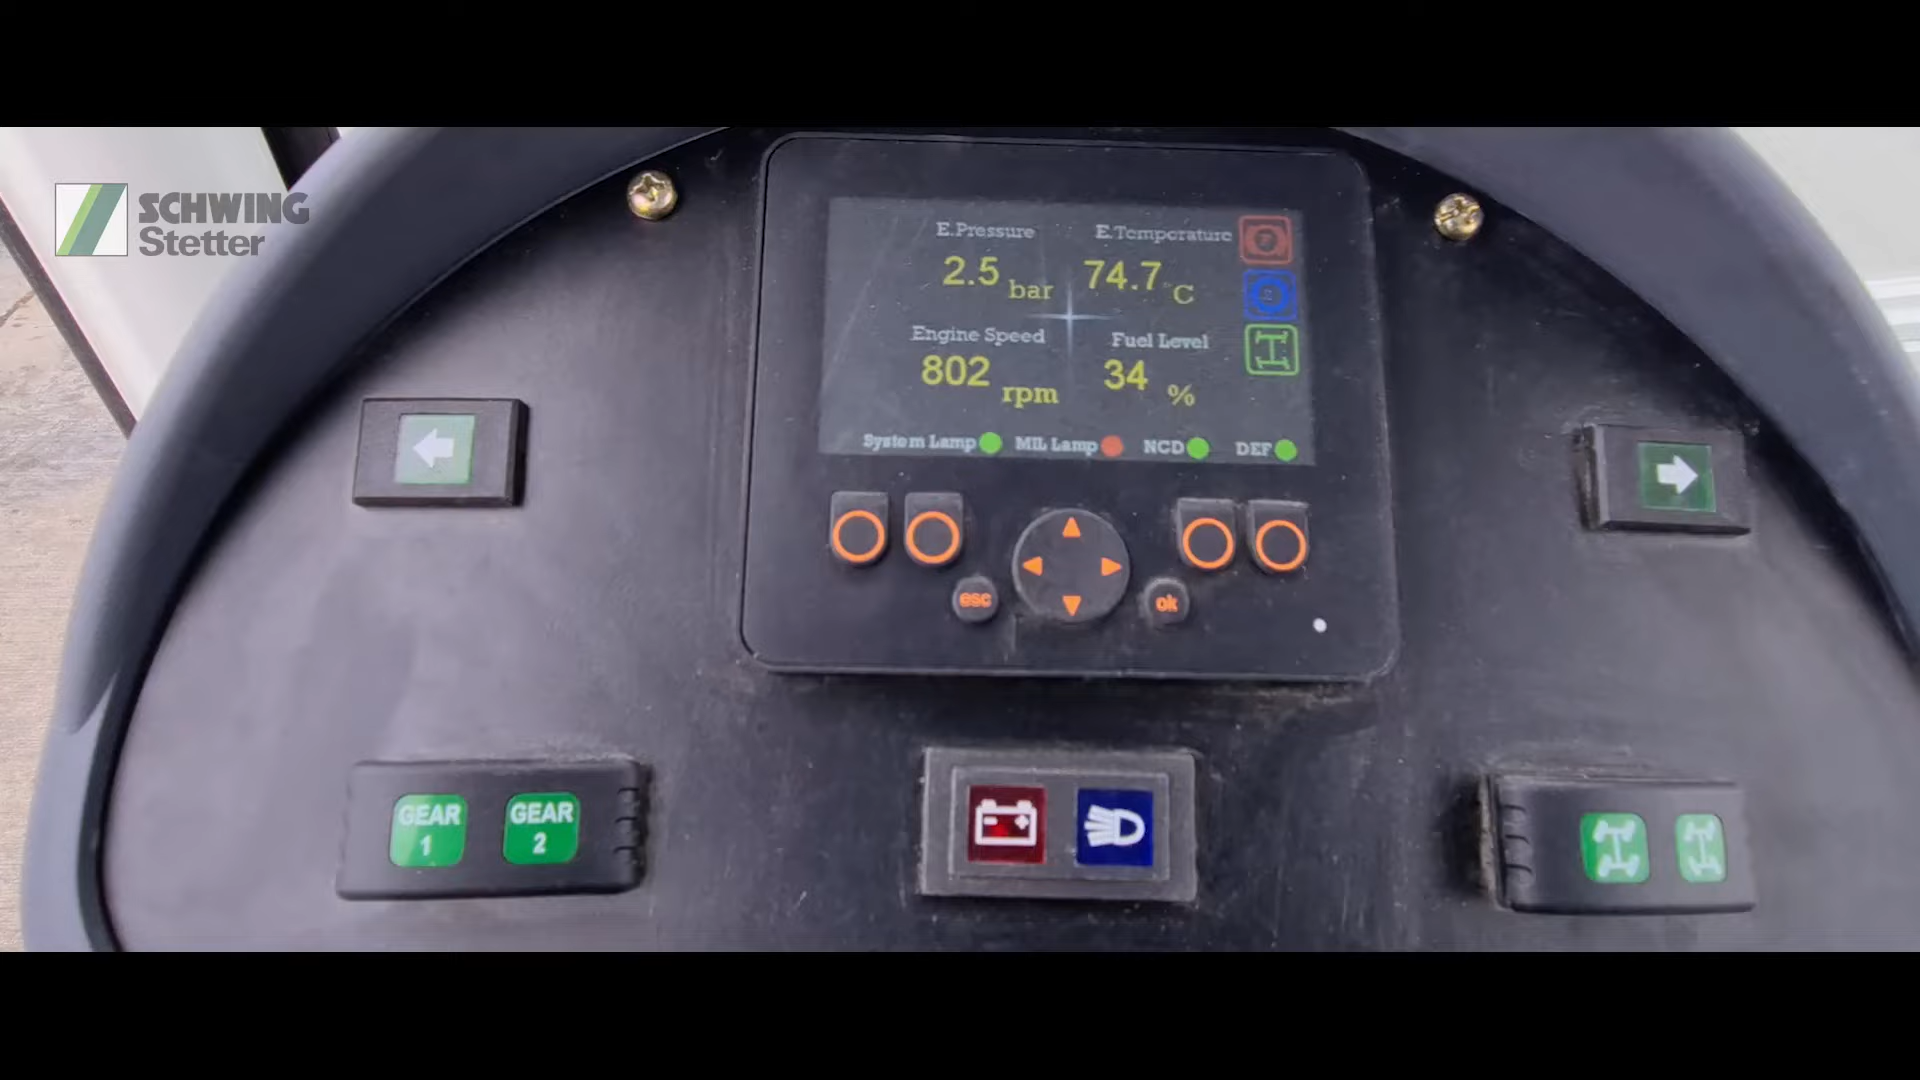 SCHWING
Stetter
E.Pressure
2.5 bar
E.Temperature
74.7 °C
Engine Speed
802 rpm
Fuel Level
34 %
System Lamp
MIL Lamp
NCD
DEF
esc
ok
GEAR
1
GEAR
2